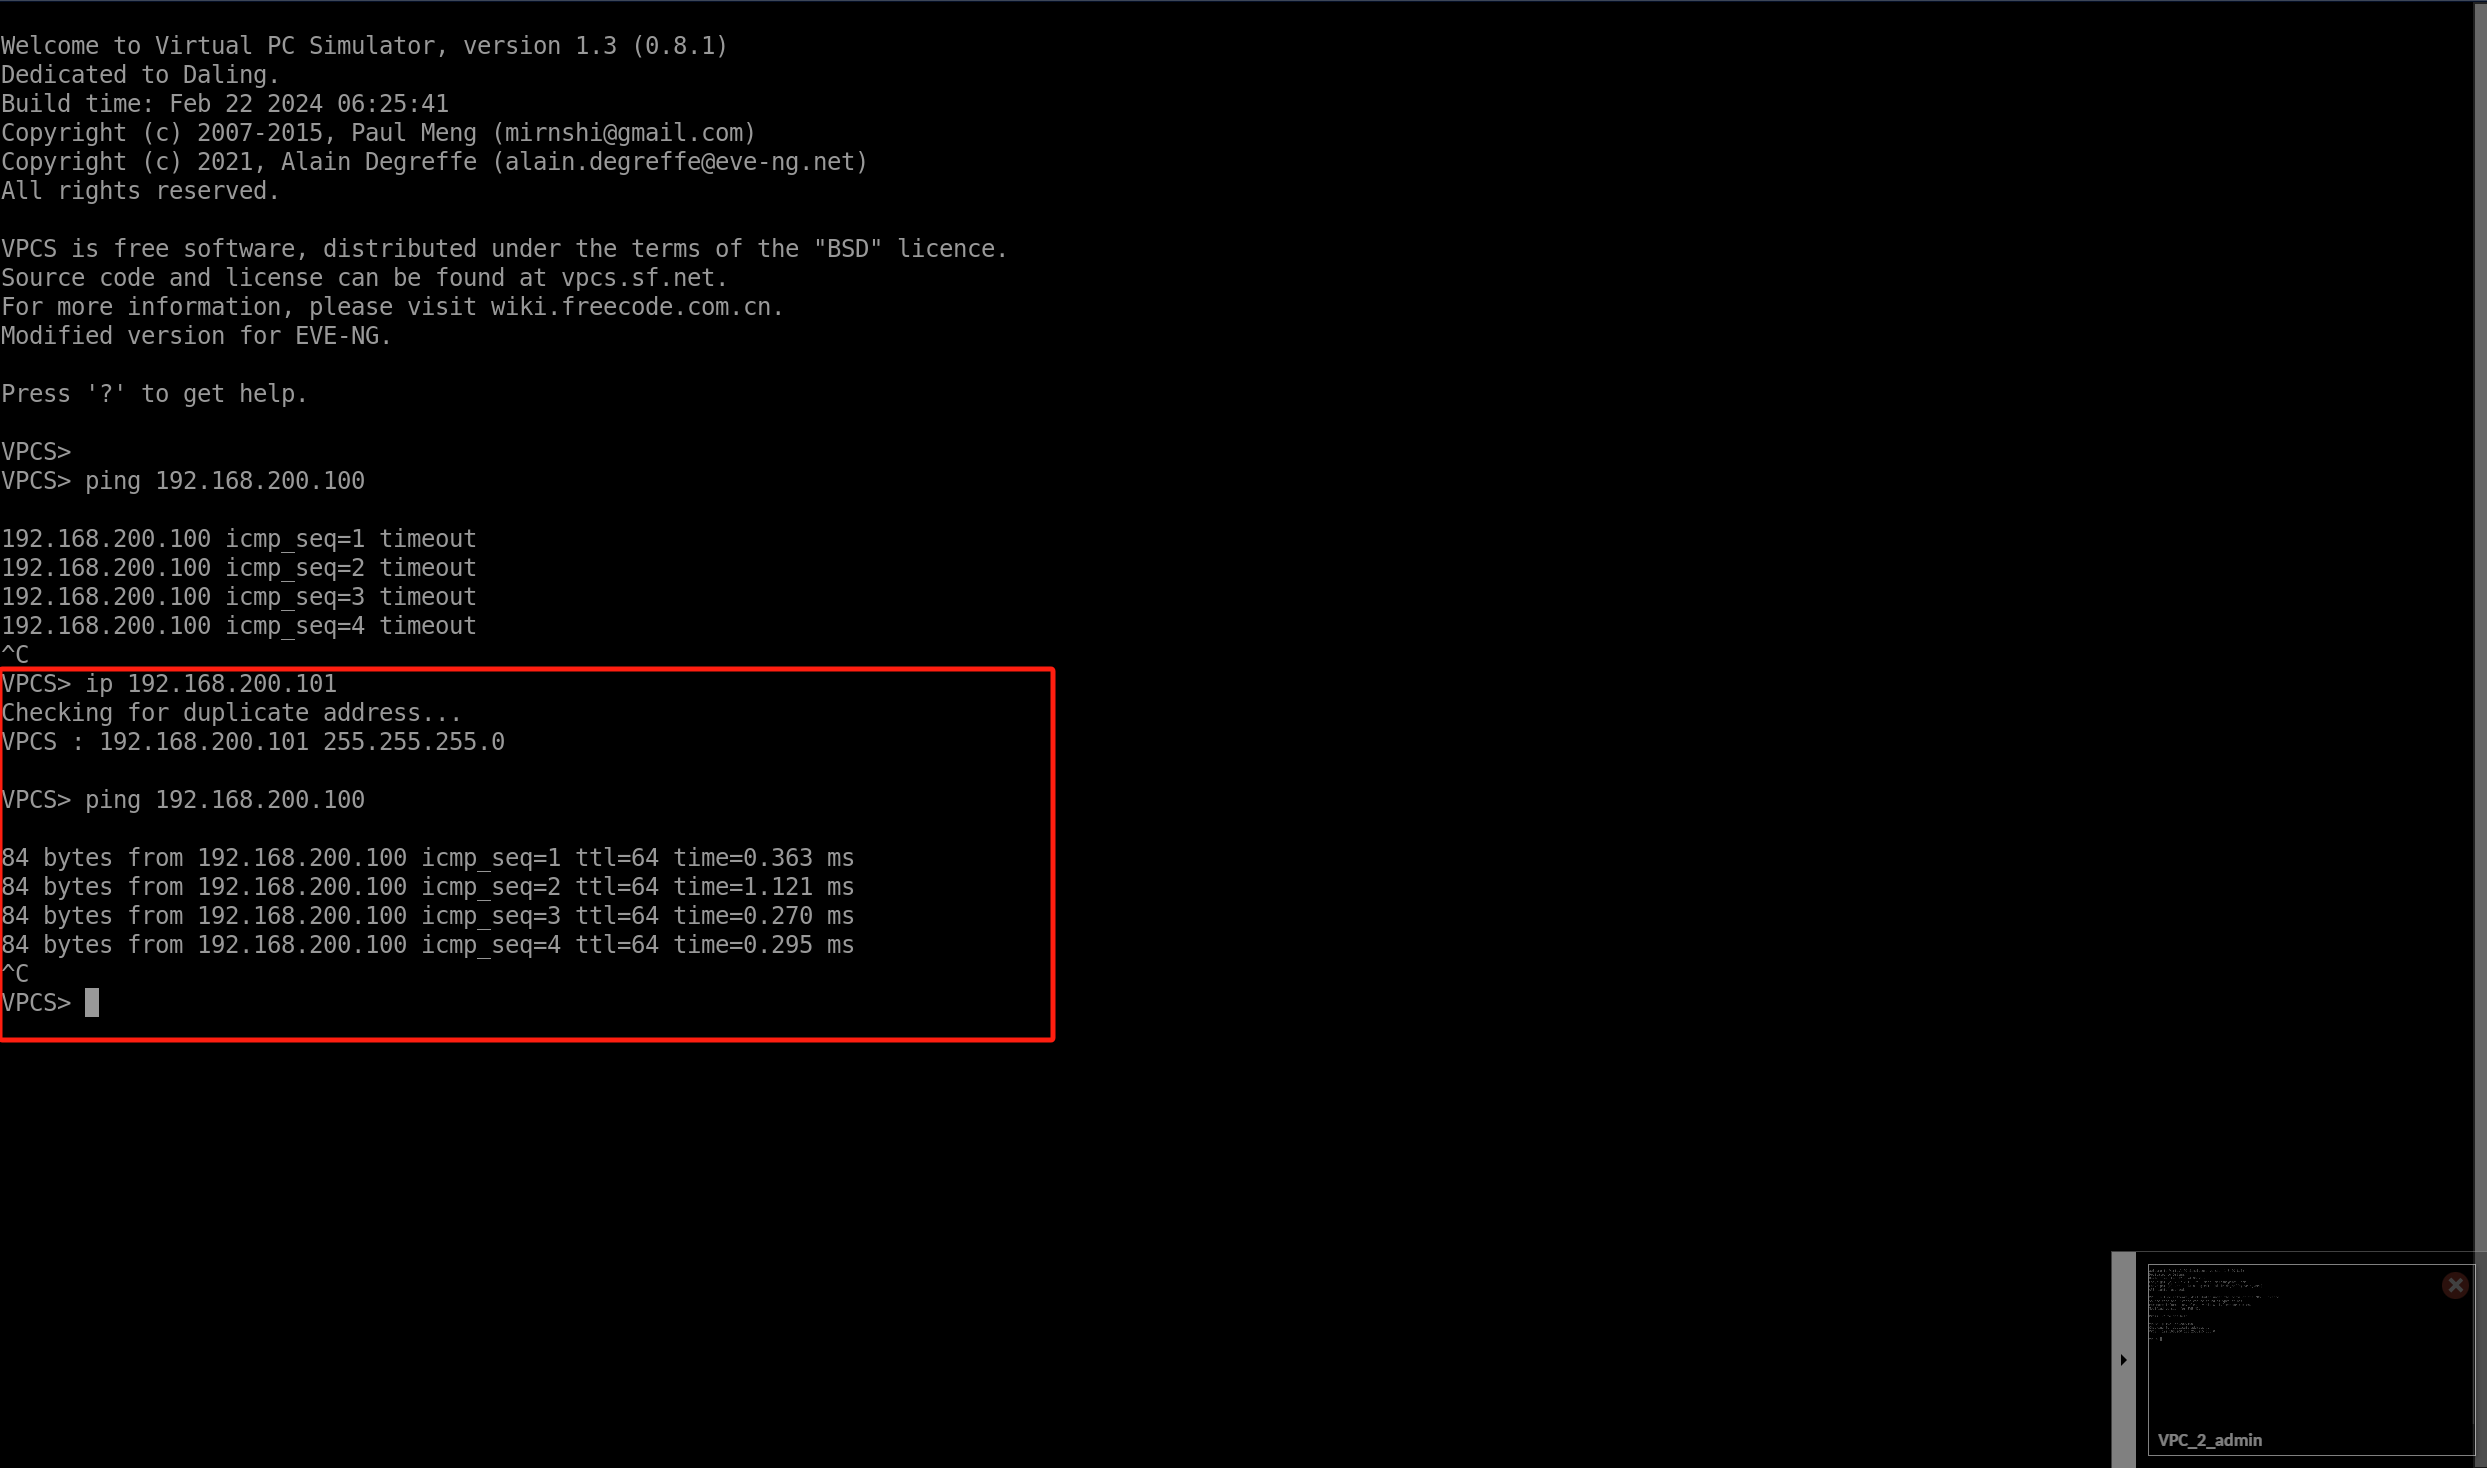 Welcome to Virtual PC Simulator, version 1.3 (0.8.1)
Dedicated to Daling.
Build time: Feb 22 2024 06:25:41
Copyright (c) 2007-2015, Paul Meng (mirnshi@gmail.com)
Copyright (c) 2021, Alain Degreffe (alain.degreffe@eve-ng.net)
All rights reserved.
VPCS is free software, distributed under the terms of the "BSD" licence.
Source code and license can be found at vpcs.sf.net.
For more information, please visit wiki.freecode.com.cn.
Modified version for EVE-NG.
Press '?' to get help.
VPCS>
VPCS> ping 192.168.200.100
192.168.200.100 icmp_seq=1 timeout
192.168.200.100 icmp_seq=2 timeout
192.168.200.100 icmp_seq=3 timeout
192.168.200.100 icmp_seq=4 timeout
^C
VPCS> ip 192.168.200.101
Checking for duplicate address...
VPCS : 192.168.200.101 255.255.255.0
VPCS> ping 192.168.200.100
84 bytes from 192.168.200.100 icmp_seq=1 ttl=64 time=0.363 ms
84 bytes from 192.168.200.100 icmp_seq=2 ttl=64 time=1.121 ms
84 bytes from 192.168.200.100 icmp_seq=3 ttl=64 time=0.270 ms
84 bytes from 192.168.200.100 icmp_seq=4 ttl=64 time=0.295 ms
^C
VPCS>
VPC_2_admin